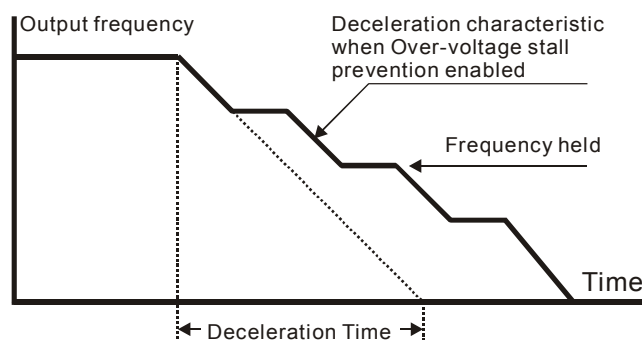 Output frequency
Deceleration characteristic
when Over-voltage stall
prevention enabled
Frequency held
Time
Deceleration Time